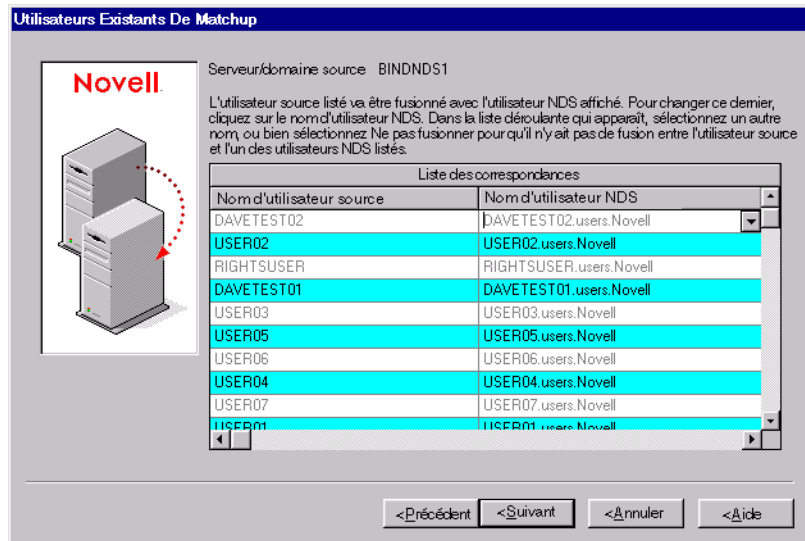 Utilisateurs Existants De Matchup
Novell.
Serveur/domaine source BINDNDS1
L'utilisateur source listé va être fusionné avec l'utilisateur NDS affiché. Pour changer ce dernier,
cliquez sur le nom d'utilisateur NDS. Dans la liste déroulante qui apparaît, sélectionnez un autre
nom, ou bien sélectionnez Ne pas fusionner pour qu'il n'y ait pas de fusion entre l'utilisateur source
et l'un des utilisateurs NDS listés.
Liste des correspondances
Nom d'utilisateur source Nom d'utilisateur NDS
DAVETEST02 DAVETEST02.users.Novell
USER02 USER02.users.Novell
RIGHTSUSER RIGHTSUSER.users.Novell
DAVETEST01 DAVETEST01.users.Novell
USER03 USER03.users.Novell
USER05 USER05.users.Novell
USER06 USER06.users.Novell
USER04 USER04.users.Novell
USER07 USER07.users.Novell
USER01 USER01.users.Novell
<Précédent <Suivant <Annuler <Aide